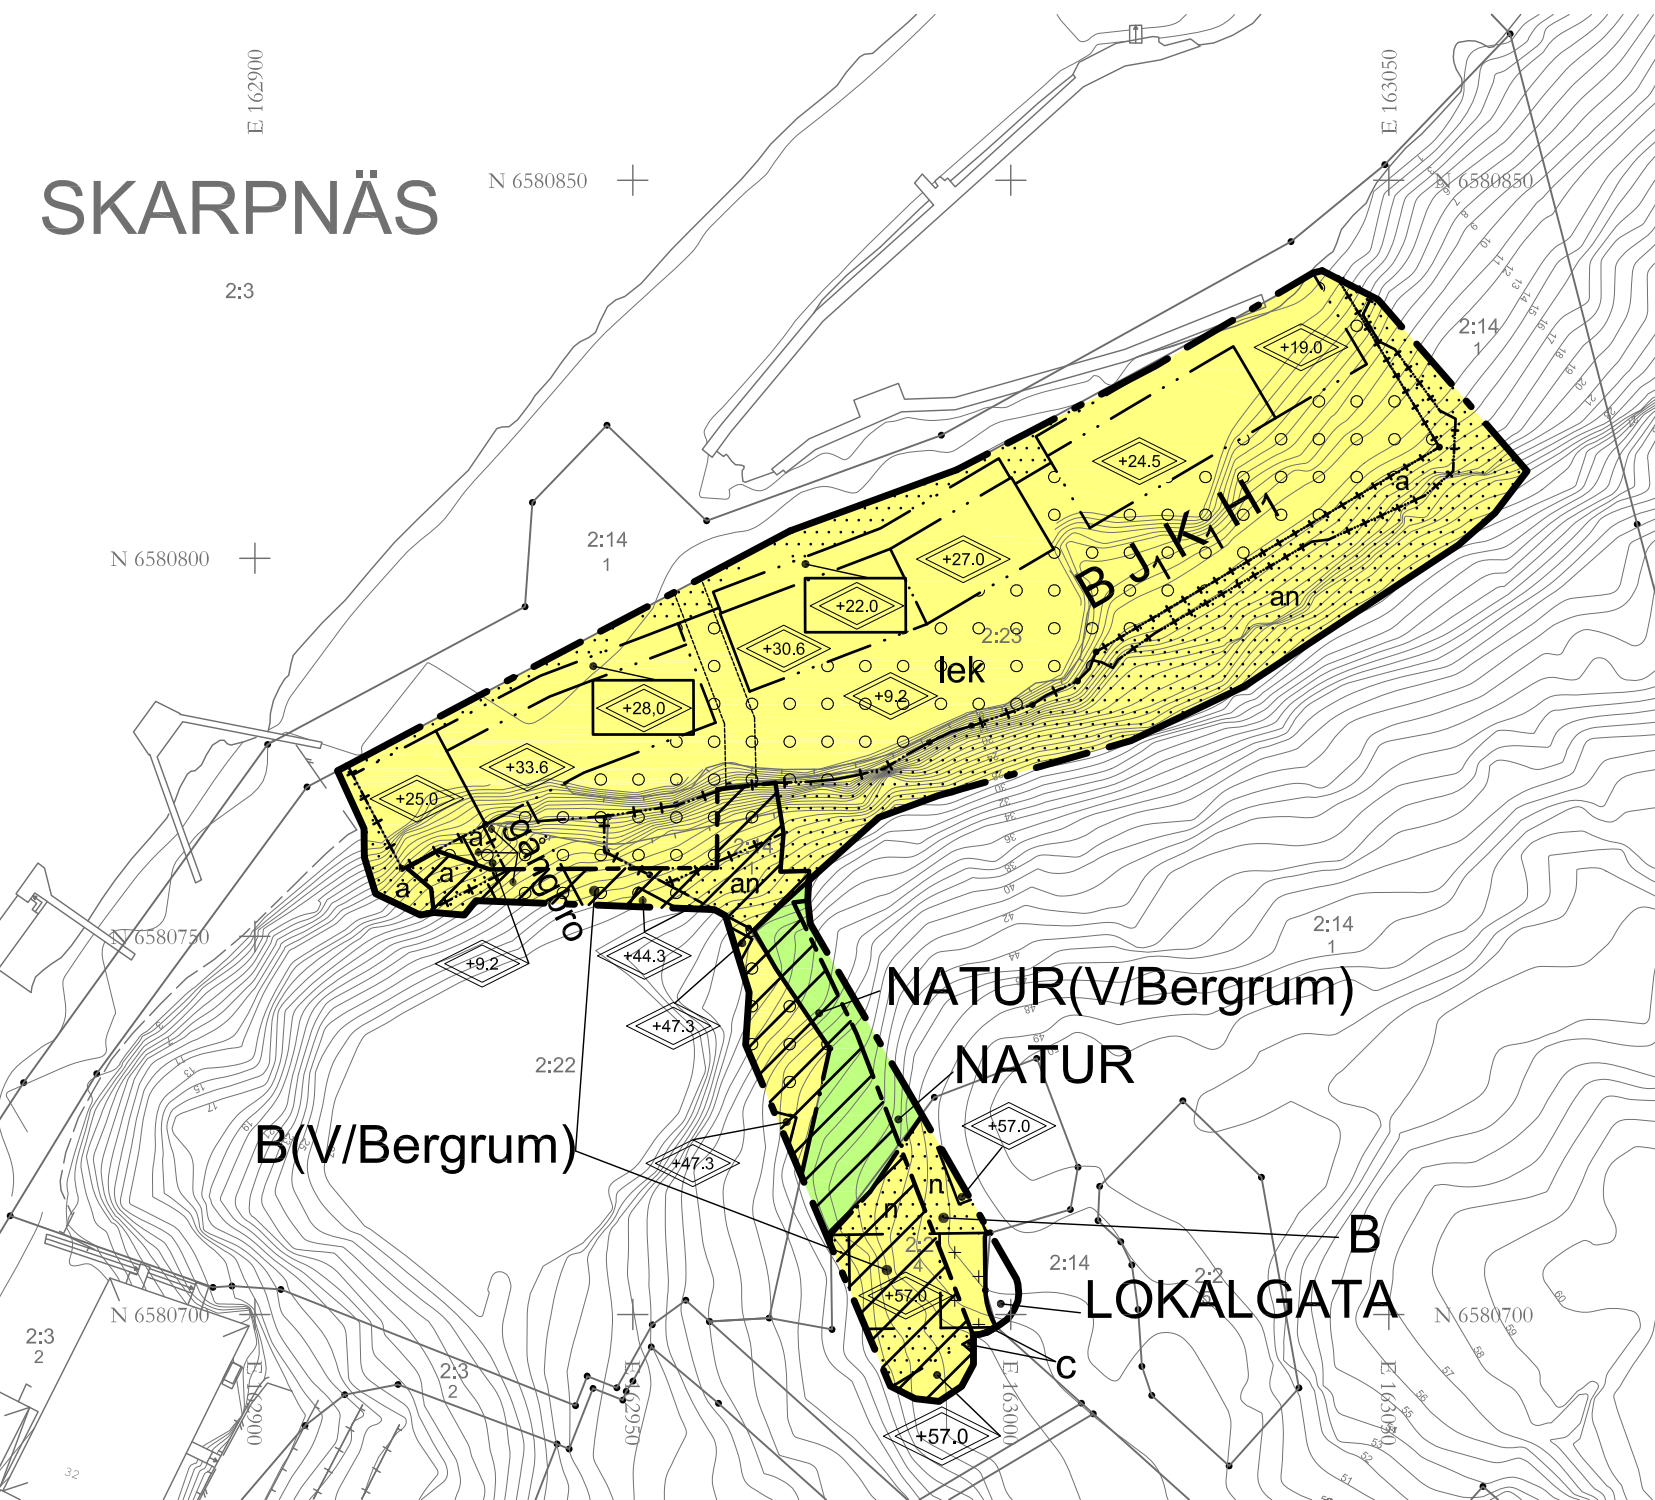 E 162900
E 163050
SKARPNÄS
N 6580850
N 6580850
2:3
2:14
1
+19.0
+24.5
N 6580800
2:14
1
+27.0
B J1 K1 H1
a
an
+22.0
2:23
+30.6
lek
+9.2
+28,0
+33.6
+25.0
a
gångbro
a
a
an
N 6580750
+9.2
+44.3
2:14
1
NATUR(V/Bergrum)
+47.3
NATUR
2:22
+57.0
B(V/Bergrum)
+47.3
n
n
B
2:14
2:2
+57.0
LOKALGATA
N 6580700
N 6580700
2:3
2
2:3
2
c
E 162900
E 162950
E 163000
E 163050
+57.0
32